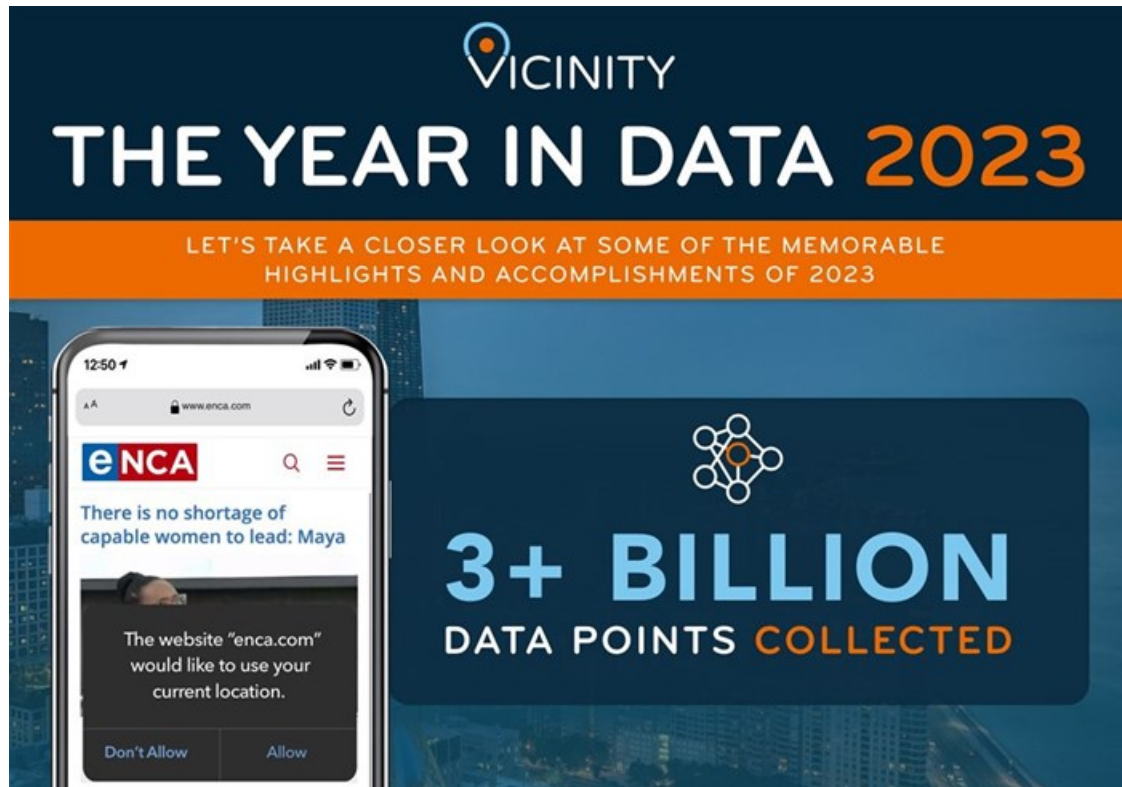 VICINITY
THE YEAR IN DATA 2023
LET'S TAKE A CLOSER LOOK AT SOME OF THE MEMORABLE
HIGHLIGHTS AND ACCOMPLISHMENTS OF 2023
12:50
AA www.enca.com
eNCA
There is no shortage of
capable women to lead: Maya
The website "enca.com"
would like to use your
current location.
Don't Allow Allow
3+ BILLION
DATA POINTS COLLECTED